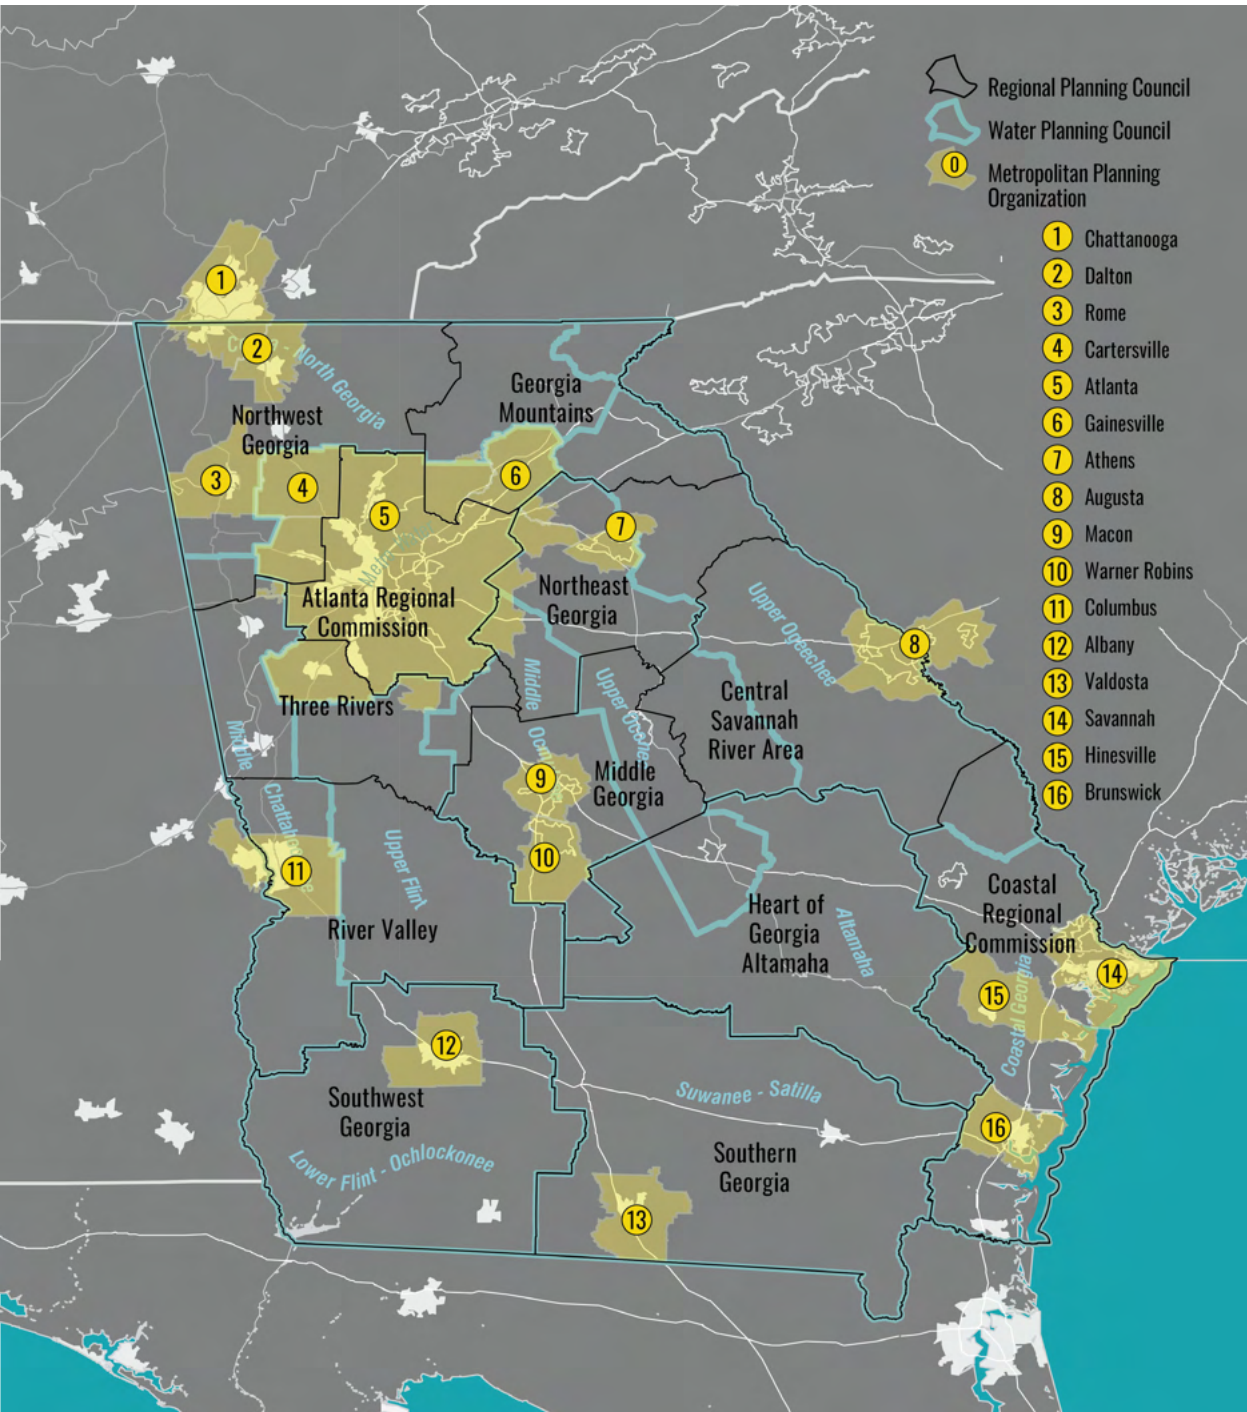 Regional Planning Council
Water Planning Council
0
Metropolitan Planning
Organization
1 Chattanooga
2 Dalton
3 Rome
4 Cartersville
5 Atlanta
6 Gainesville
7 Athens
8 Augusta
9 Macon
10 Warner Robins
11 Columbus
12 Albany
13 Valdosta
14 Savannah
15 Hinesville
16 Brunswick
1
2
- North Georgia
Northwest
Georgia
Georgia
Mountains
3
4
5
6
7
Atlanta Regional
Commission
Northeast
Georgia
Upper Ogeechee
8
Three Rivers
Middle
Ocmulgee
Upper Oconee
Central
Savannah
River Area
Middle
Chattahoochee
9
Middle
Georgia
10
11
Upper Flint
River Valley
Heart of
Georgia
Altamaha
Altamaha
Coastal
Regional
Commission
14
15
Coastal Georgia
12
Southwest
Georgia
Suwanee - Satilla
16
Lower Flint - Ochlockonee
Southern
Georgia
13